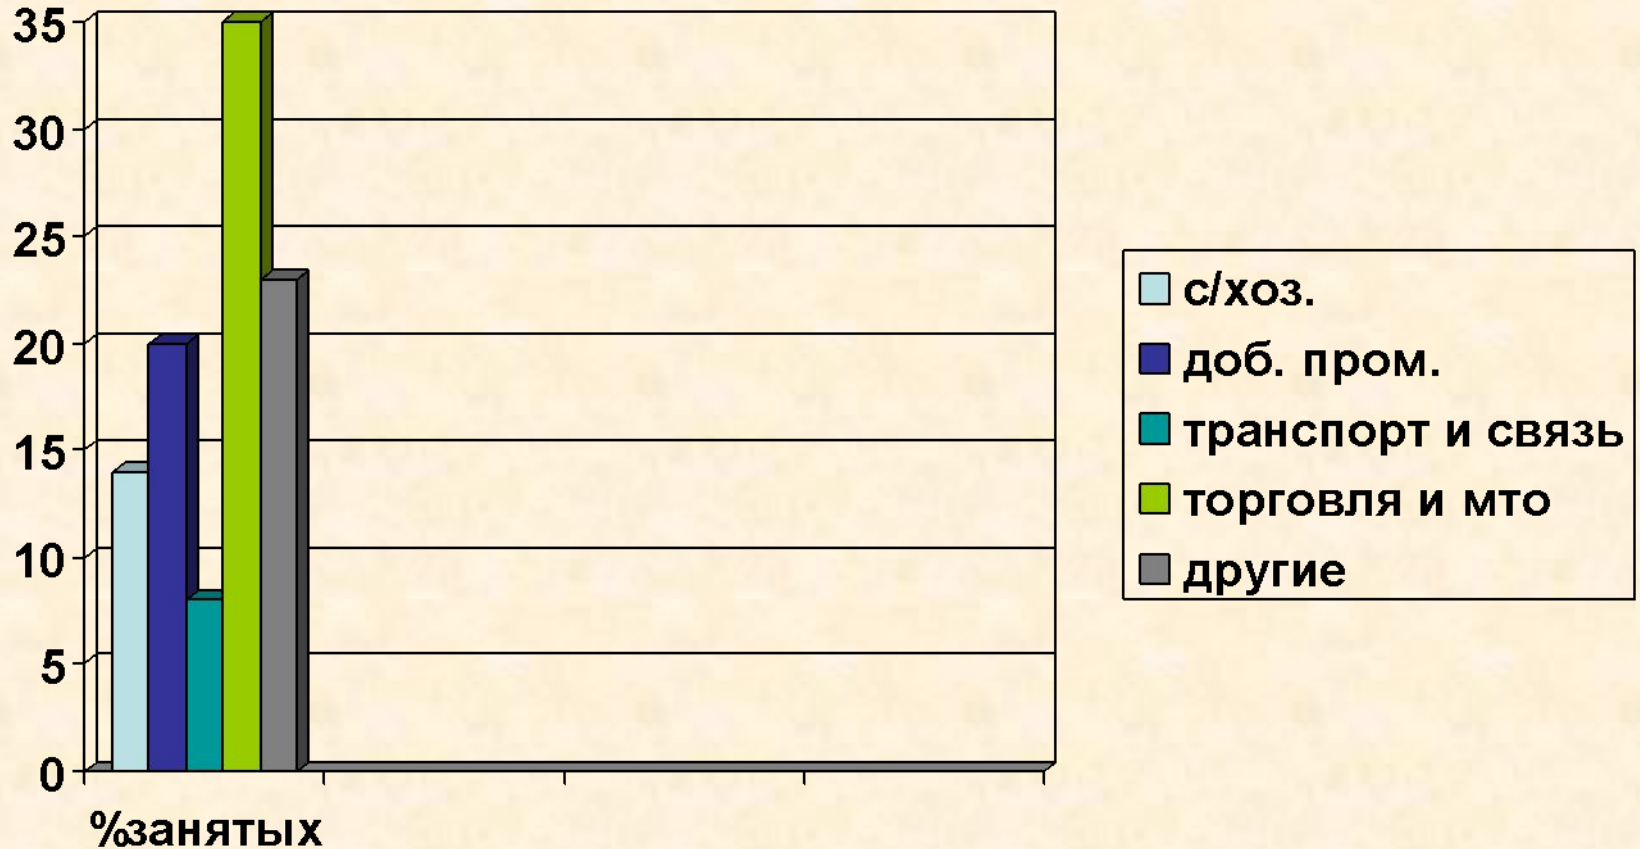 35
30
25
20
15
10
5
0
%занятых
с/хоз.
доб. пром.
транспорт и связь
торговля и мто
другие